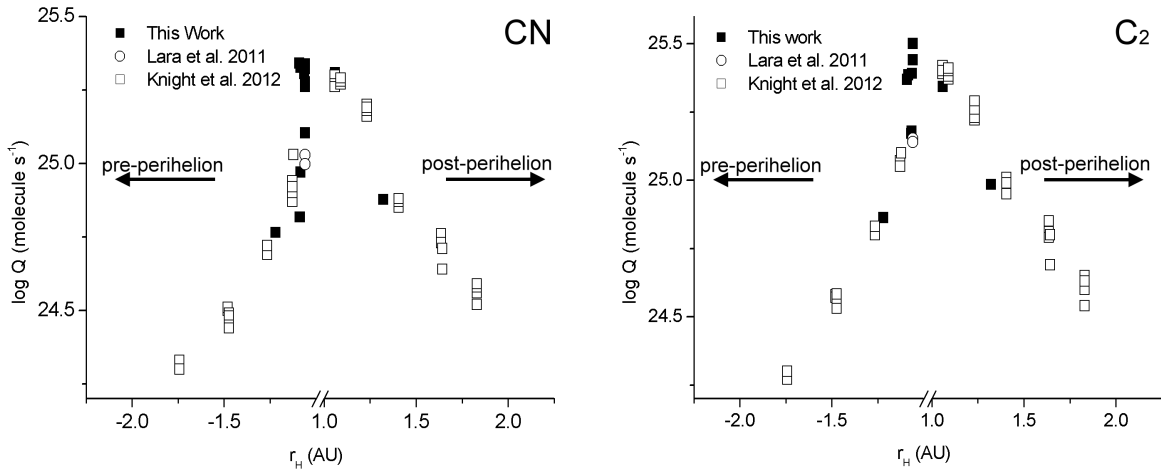 CN
■ This Work
○ Lara et al. 2011
□ Knight et al. 2012
pre-perihelion
post-perihelion
log Q (molecule s⁻¹)
25.5
25.0
24.5
-2.0 -1.5 1.0 1.5 2.0
r_H (AU)
C2
■ This work
○ Lara et al. 2011
□ Knight et al. 2012
pre-perihelion
post-perihelion
log Q (molecule s⁻¹)
25.5
25.0
24.5
-2.0 -1.5 1.0 1.5 2.0
r_H (AU)